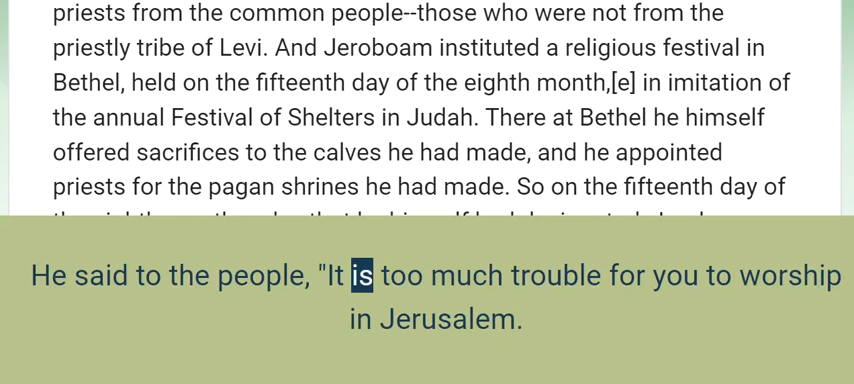 priests from the common people--those who were not from the
priestly tribe of Levi. And Jeroboam instituted a religious festival in
Bethel, held on the fifteenth day of the eighth month,[e] in imitation of
the annual Festival of Shelters in Judah. There at Bethel he himself
offered sacrifices to the calves he had made, and he appointed
priests for the pagan shrines he had made. So on the fifteenth day of
He said to the people, "It is too much trouble for you to worship
in Jerusalem.